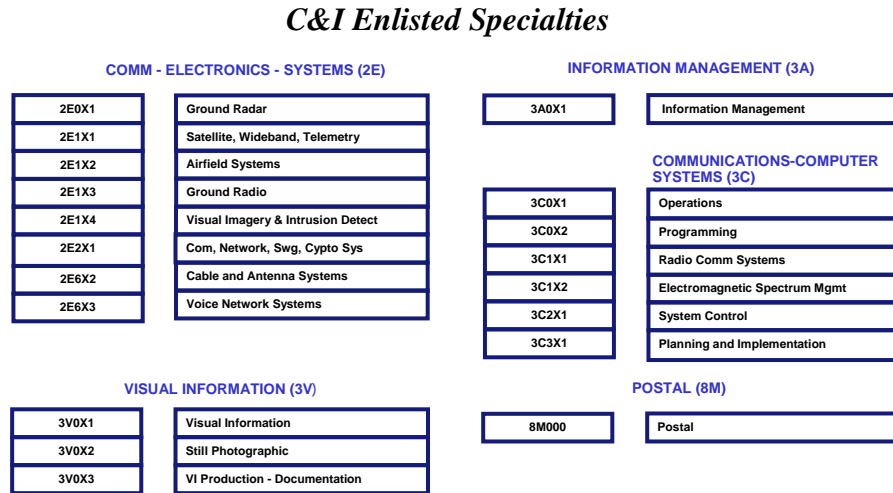 C&I Enlisted Specialties
COMM - ELECTRONICS - SYSTEMS (2E)
2E0X1 Ground Radar
2E1X1 Satellite, Wideband, Telemetry
2E1X2 Airfield Systems
2E1X3 Ground Radio
2E1X4 Visual Imagery & Intrusion Detect
2E2X1 Com, Network, Swg, Cypto Sys
2E6X2 Cable and Antenna Systems
2E6X3 Voice Network Systems
INFORMATION MANAGEMENT (3A)
3A0X1 Information Management
COMMUNICATIONS-COMPUTER
SYSTEMS (3C)
3C0X1 Operations
3C0X2 Programming
3C1X1 Radio Comm Systems
3C1X2 Electromagnetic Spectrum Mgmt
3C2X1 System Control
3C3X1 Planning and Implementation
VISUAL INFORMATION (3V)
3V0X1 Visual Information
3V0X2 Still Photographic
3V0X3 VI Production - Documentation
POSTAL (8M)
8M000 Postal